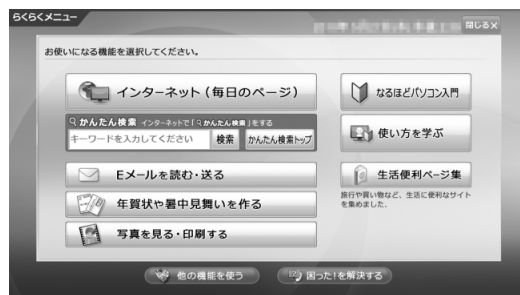 らくらくメニュー
閉じる×
お使いになる機能を選択してください。
インターネット(毎日のページ)
かんたん検索 インターネットで「かんたん検索」をする
キーワードを入力してください 検索 かんたん検索トップ
Eメールを読む・送る
年賀状や暑中見舞いを作る
写真を見る・印刷する
なるほどパソコン入門
使い方を学ぶ
生活便利ページ集
旅行や買い物など、生活に便利なサイト
を集めました。
他の機能を使う
困った!を解決する